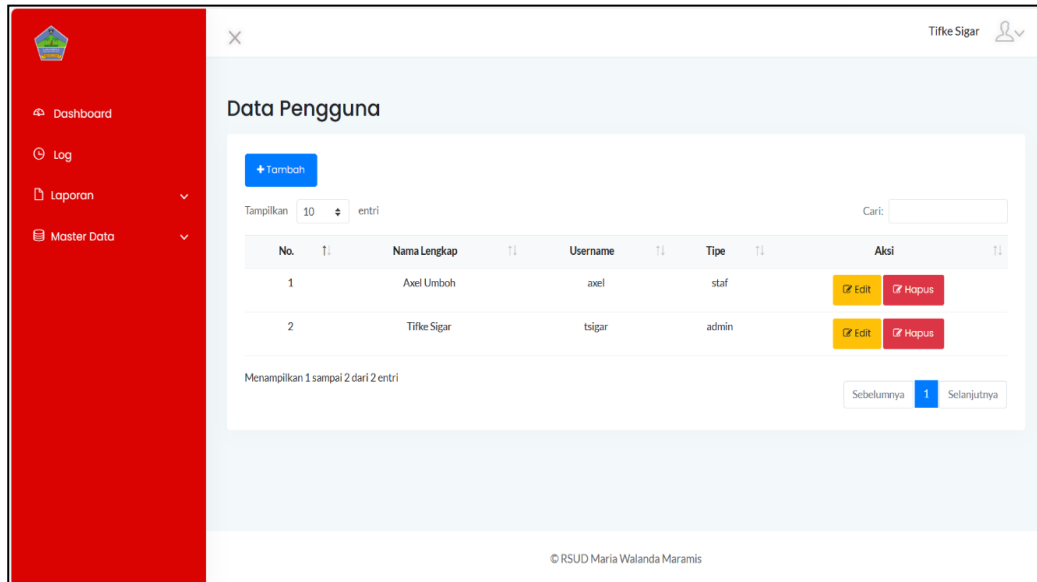 Tifke Sigar
Dashboard
Log
Laporan
Master Data
Data Pengguna
+Tambah
Tampilkan 10 entri
Cari:
No. Nama Lengkap Username Tipe Aksi
1 Axel Umboh axel staf Edit Hapus
2 Tifke Sigar tsigar admin Edit Hapus
Menampilkan 1 sampai 2 dari 2 entri
Sebelumnya 1 Selanjutnya
© RSUD Maria Walanda Maramis